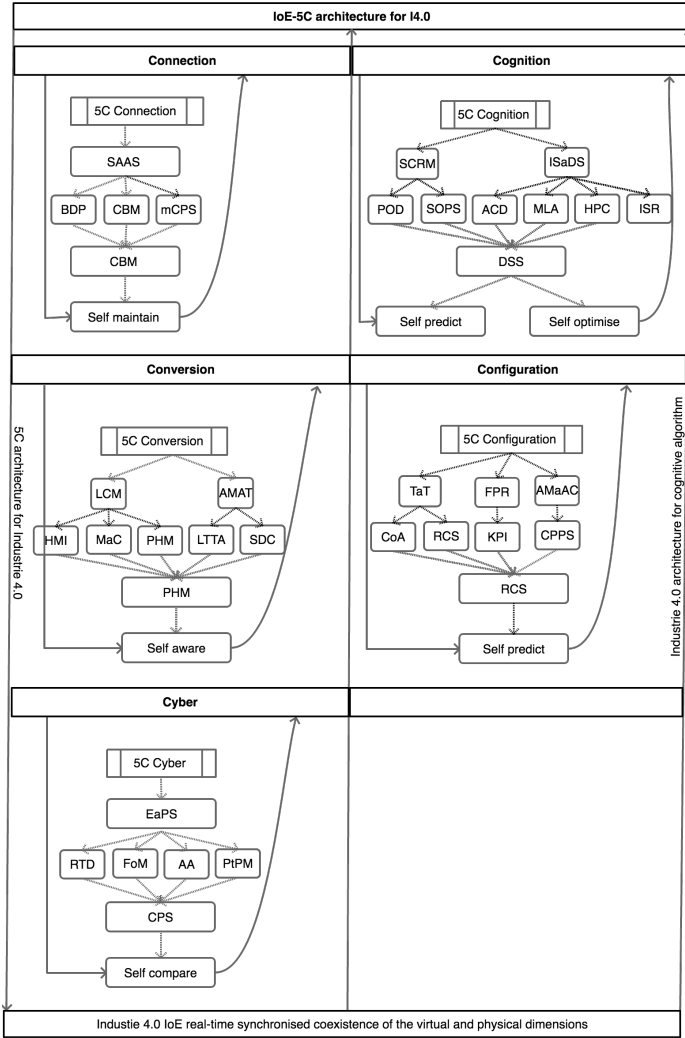 IoE-5C architecture for I4.0
Connection
5C Connection
SAAS
BDP
CBM
mCPS
CBM
Self maintain
Cognition
5C Cognition
SCRM
ISaDS
POD
SOPS
ACD
MLA
HPC
ISR
DSS
Self predict
Self optimise
Conversion
5C Conversion
LCM
AMAT
HMI
MaC
PHM
LTTA
SDC
PHM
Self aware
Configuration
5C Configuration
TaT
FPR
AMaAC
CoA
RCS
KPI
CPPS
RCS
Self predict
5C architecture for Industrie 4.0
Industrie 4.0 architecture for cognitive algorithm
Cyber
5C Cyber
EaPS
RTD
FoM
AA
PtPM
CPS
Self compare
Industie 4.0 IoE real-time synchronised coexistence of the virtual and physical dimensions